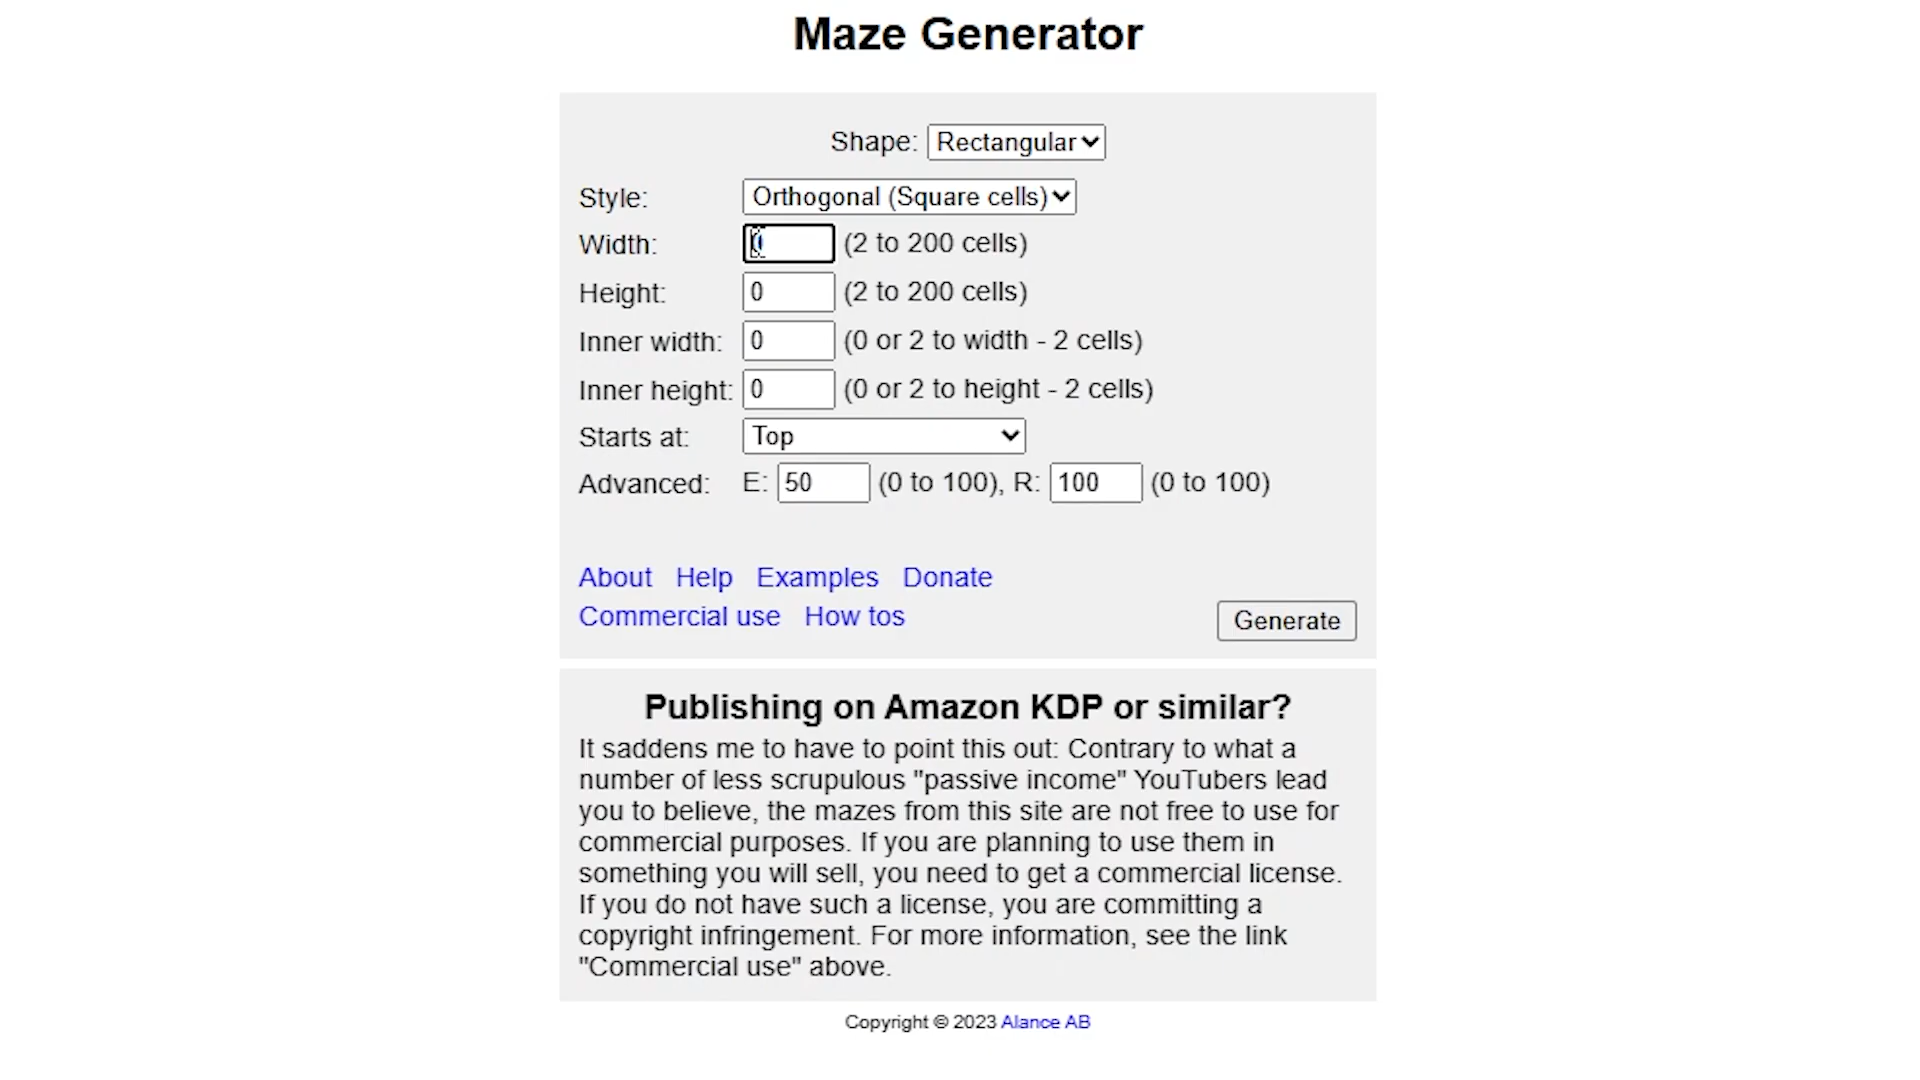 Maze Generator
Shape: Rectangular
Style: Orthogonal (Square cells)
Width: 0 (2 to 200 cells)
Height: 0 (2 to 200 cells)
Inner width: 0 (0 or 2 to width - 2 cells)
Inner height: 0 (0 or 2 to height - 2 cells)
Starts at: Top
Advanced: E: 50 (0 to 100), R: 100 (0 to 100)
About Help Examples Donate
Commercial use How tos
Generate
Publishing on Amazon KDP or similar?
It saddens me to have to point this out: Contrary to what a
number of less scrupulous "passive income" YouTubers lead
you to believe, the mazes from this site are not free to use for
commercial purposes. If you are planning to use them in
something you will sell, you need to get a commercial license.
If you do not have such a license, you are committing a
copyright infringement. For more information, see the link
"Commercial use" above.
Copyright © 2023 Alance AB